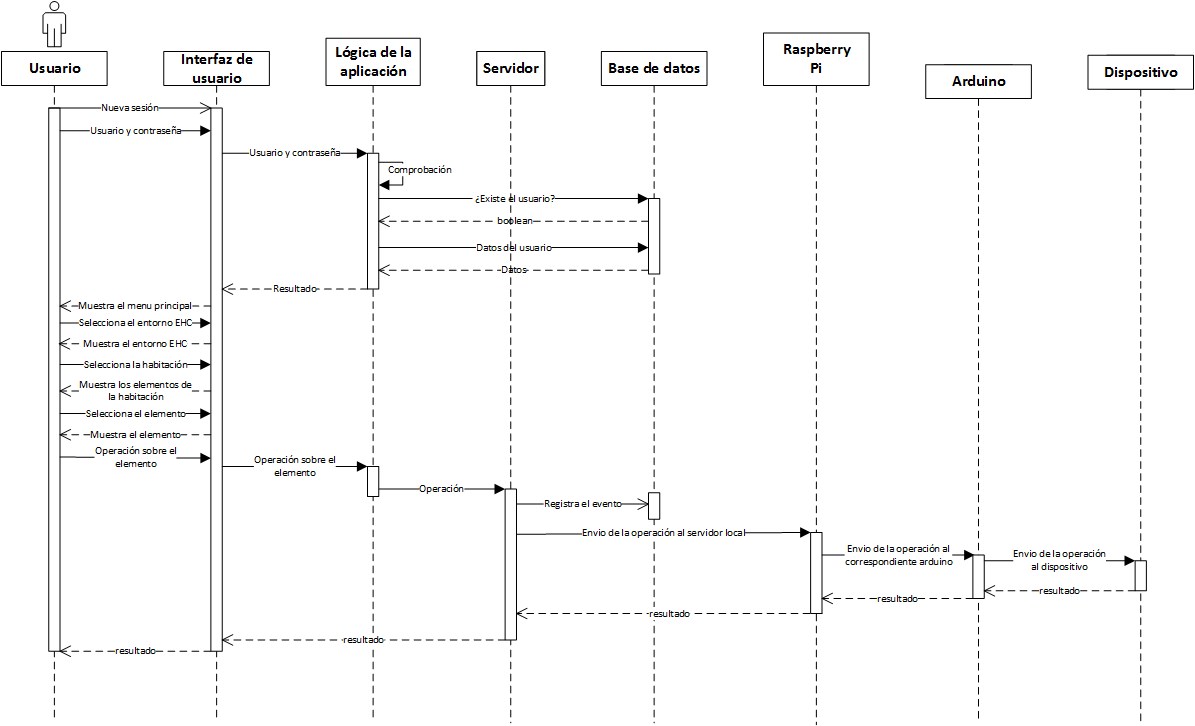 Usuario
Interfaz de
usuario
Lógica de la
aplicación
Servidor
Base de datos
Raspberry
Pi
Arduino
Dispositivo
Nueva sesión
Usuario y contraseña
Usuario y contraseña
Comprobación
¿Existe el usuario?
boolean
Datos del usuario
Datos
Resultado
Muestra el menu principal
Selecciona el entorno EHC
Muestra el entorno EHC
Selecciona la habitación
Muestra los elementos de
la habitación
Selecciona el elemento
Muestra el elemento
Operación sobre el
elemento
Operación sobre el
elemento
Operación
Registra el evento
Envio de la operación al servidor local
Envio de la operación al
correspondiente arduino
Envio de la operación
al dispositivo
resultado
resultado
resultado
resultado
resultado